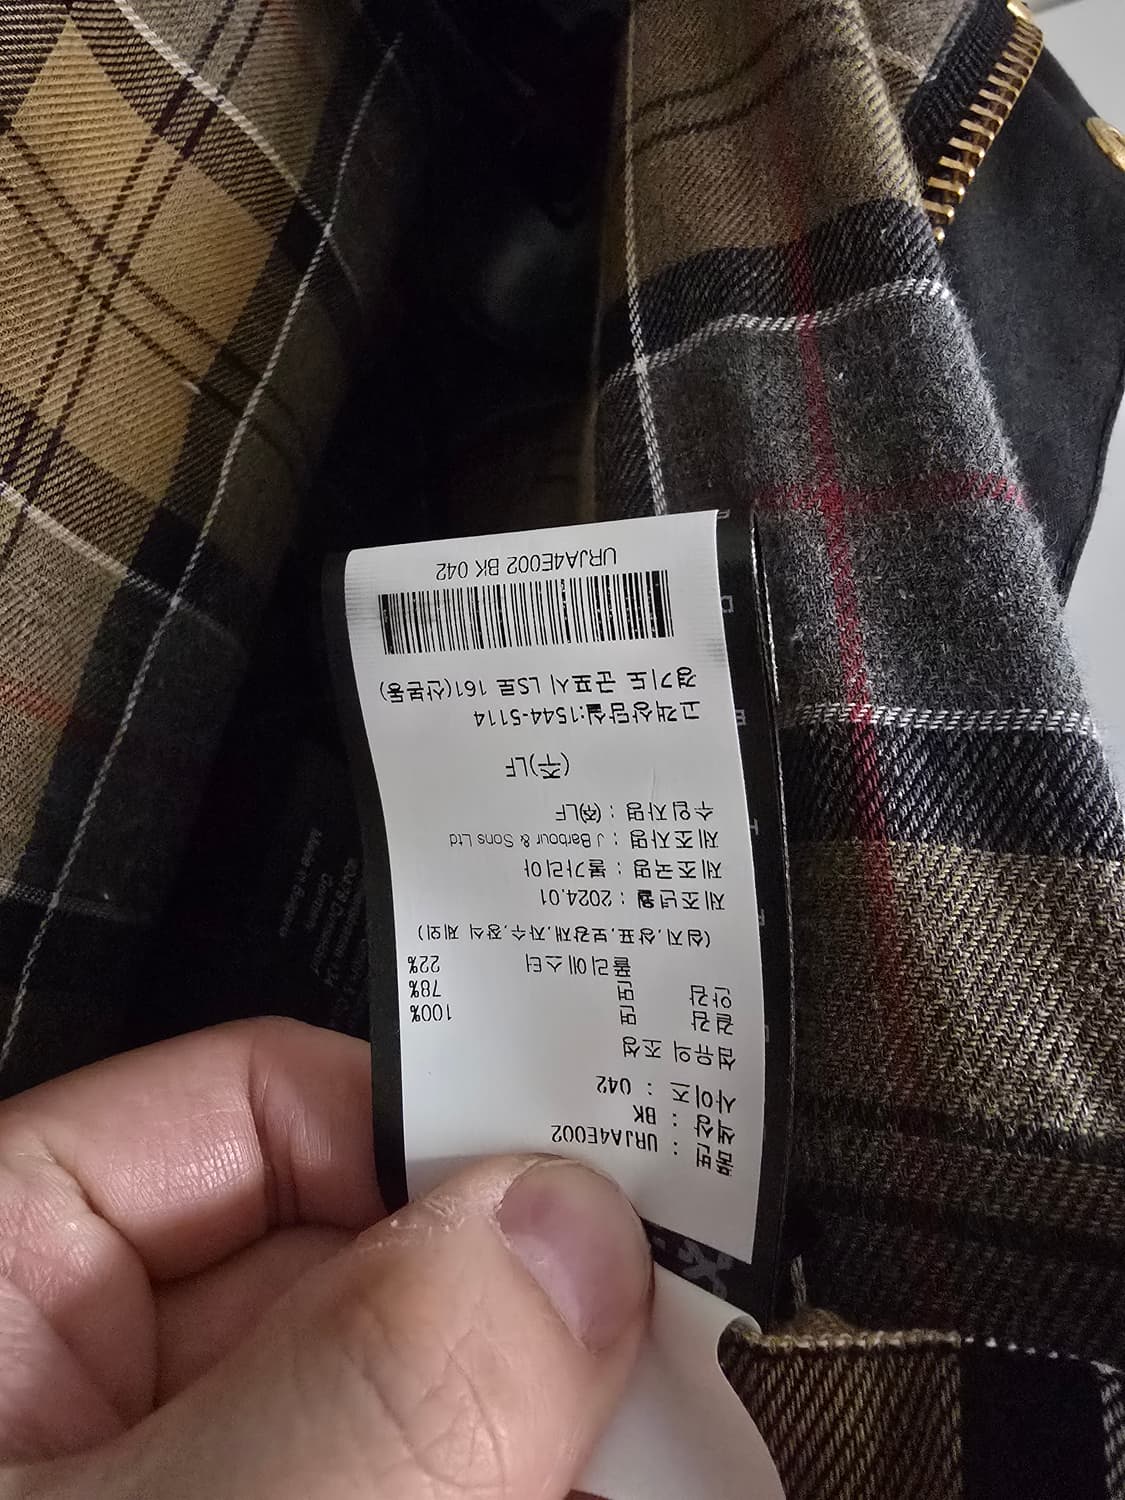 품번 : URJA4E002
색상 : BK
사이즈 : 042
섬유의 조성
겉감 면 100%
안감 면 78%
폴리에스터 22%
(심지,상표,보강재,자수,장식 제외)
제조년월 : 2024.01
제조국명 : 불가리아
제조자명 : J Barbour & Sons Ltd
수입자명 : ㈜LF
(주)LF
고객상담실:1544-5114
경기도 군포시 LS로 161(산본동)
URJA4E002 BK 042